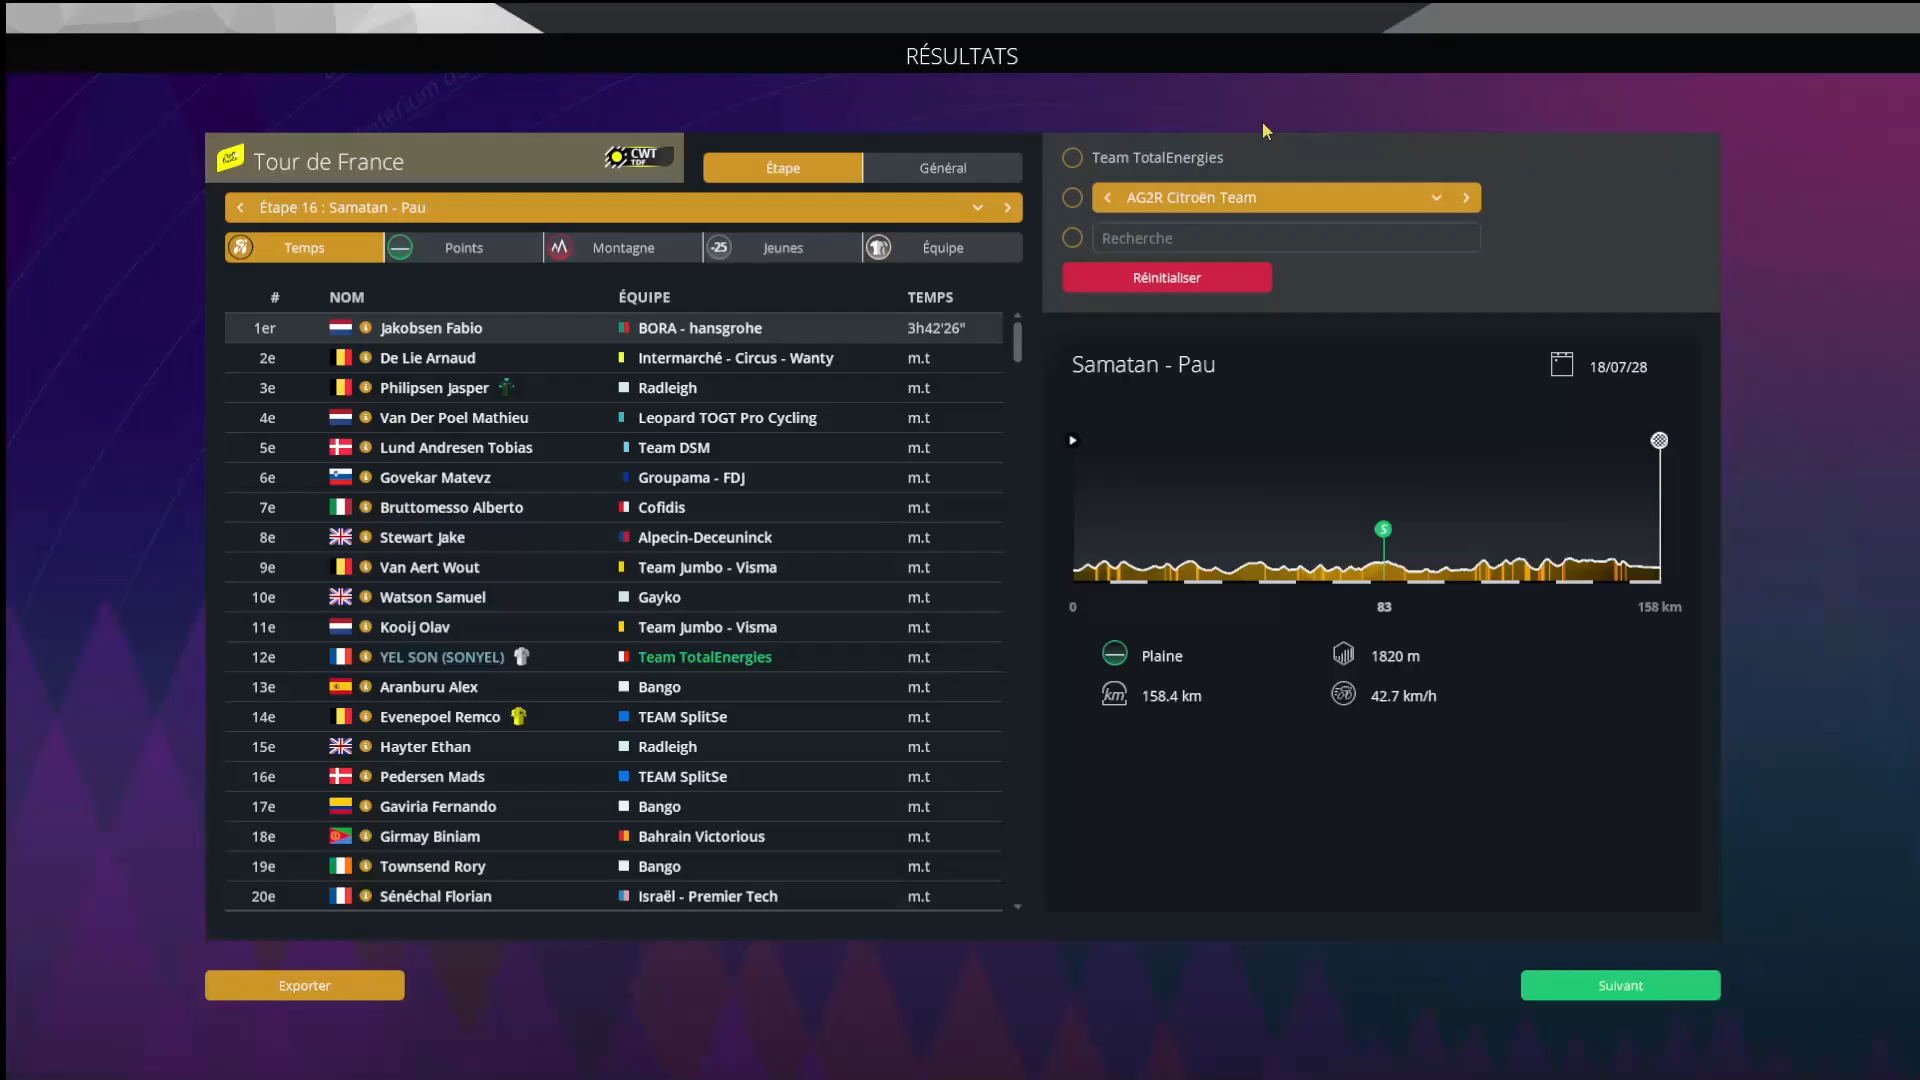 RÉSULTATS
Tour de France
CWT
TDF
Étape
Général
Étape 16 : Samatan - Pau
Temps
Points
-25
Montagne
Jeunes
Équipe
# NOM ÉQUIPE TEMPS
1er Jakobsen Fabio BORA - hansgrohe 3h42'26"
2e De Lie Arnaud Intermarché - Circus - Wanty m.t
3e Philipsen Jasper Radleigh m.t
4e Van Der Poel Mathieu Leopard TOGT Pro Cycling m.t
5e Lund Andresen Tobias Team DSM m.t
6e Govekar Matevz Groupama - FDJ m.t
7e Bruttomesso Alberto Cofidis m.t
8e Stewart Jake Alpecin-Deceuninck m.t
9e Van Aert Wout Team Jumbo - Visma m.t
10e Watson Samuel Gayko m.t
11e Kooij Olav Team Jumbo - Visma m.t
12e YEL SON (SONYEL) Team TotalEnergies m.t
13e Aranburu Alex Bango m.t
14e Evenepoel Remco TEAM SplitSe m.t
15e Hayter Ethan Radleigh m.t
16e Pedersen Mads TEAM SplitSe m.t
17e Gaviria Fernando Bango m.t
18e Girmay Biniam Bahrain Victorious m.t
19e Townsend Rory Bango m.t
20e Sénéchal Florian Israël - Premier Tech m.t
Team TotalEnergies
AG2R Citroën Team
Recherche
Réinitialiser
Samatan - Pau
18/07/28
S
0 83 158 km
Plaine
1820 m
km
158.4 km
42.7 km/h
Exporter
Suivant